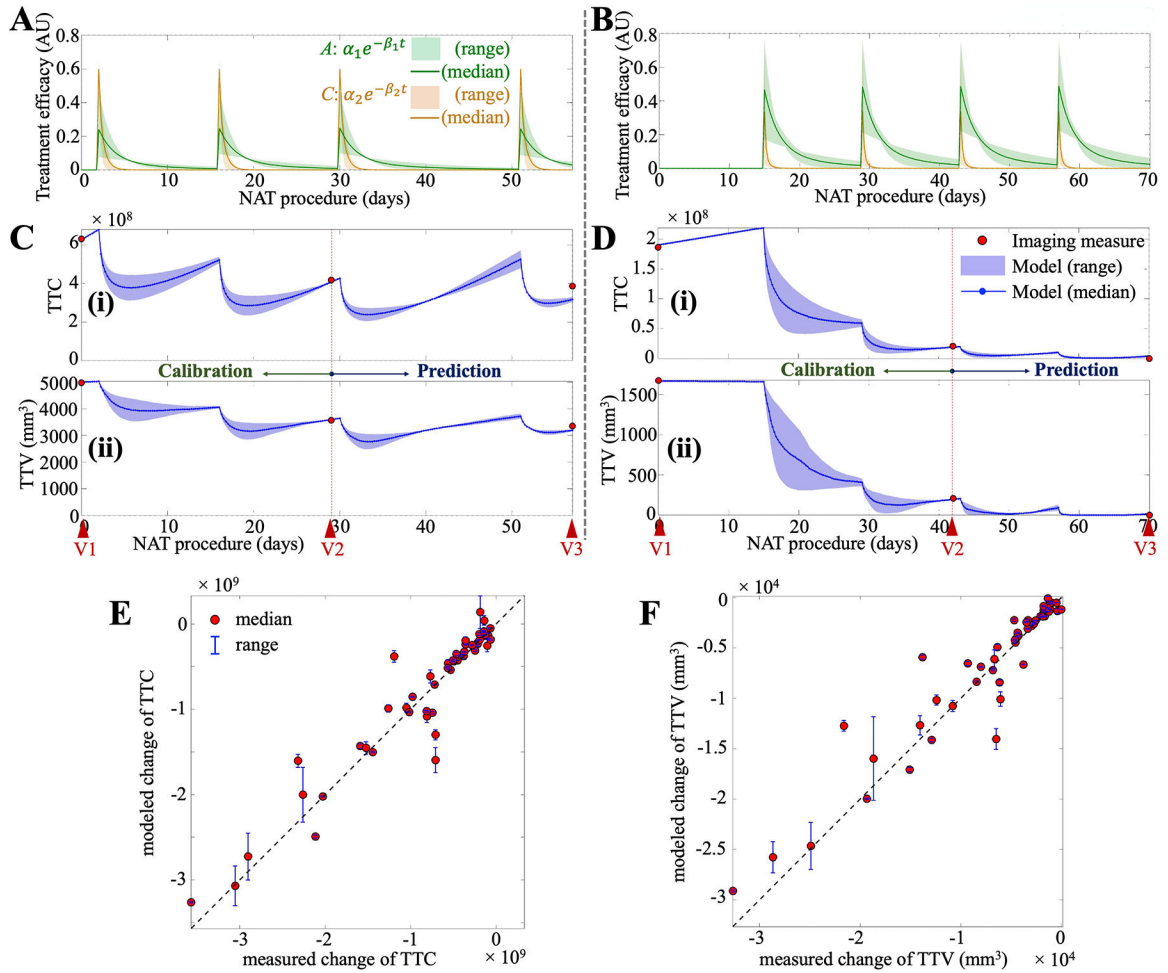 A
Treatment efficacy (AU)
0.8
0.6
0.4
0.2
0
A: α₁e^(−β₁t) (range)
(median)
C: α₂e^(−β₂t) (range)
(median)
0 10 20 30 40 50
NAT procedure (days)
B
Treatment efficacy (AU)
0.8
0.6
0.4
0.2
0
0 10 20 30 40 50 60 70
NAT procedure (days)
C
× 10⁸
(i)
TTC
6
4
2
0
Calibration Prediction
(ii)
TTV (mm³)
5000
4000
3000
2000
1000
0
0 10 20 30 40 50
NAT procedure (days)
V1 V2 V3
D
× 10⁸
(i)
TTC
2
1.5
1
0.5
0
Imaging measure
Model (range)
Model (median)
Calibration Prediction
(ii)
TTV (mm³)
1500
1000
500
0
0 10 20 30 40 50 60 70
NAT procedure (days)
V1 V2 V3
E
× 10⁹
median
range
modeled change of TTC
0
-1
-2
-3
-3 -2 -1 0
measured change of TTC
× 10⁹
F
× 10⁴
modeled change of TTV (mm³)
0
-0.5
-1
-1.5
-2
-2.5
-3
-3 -2 -1 0
measured change of TTV (mm³)
× 10⁴